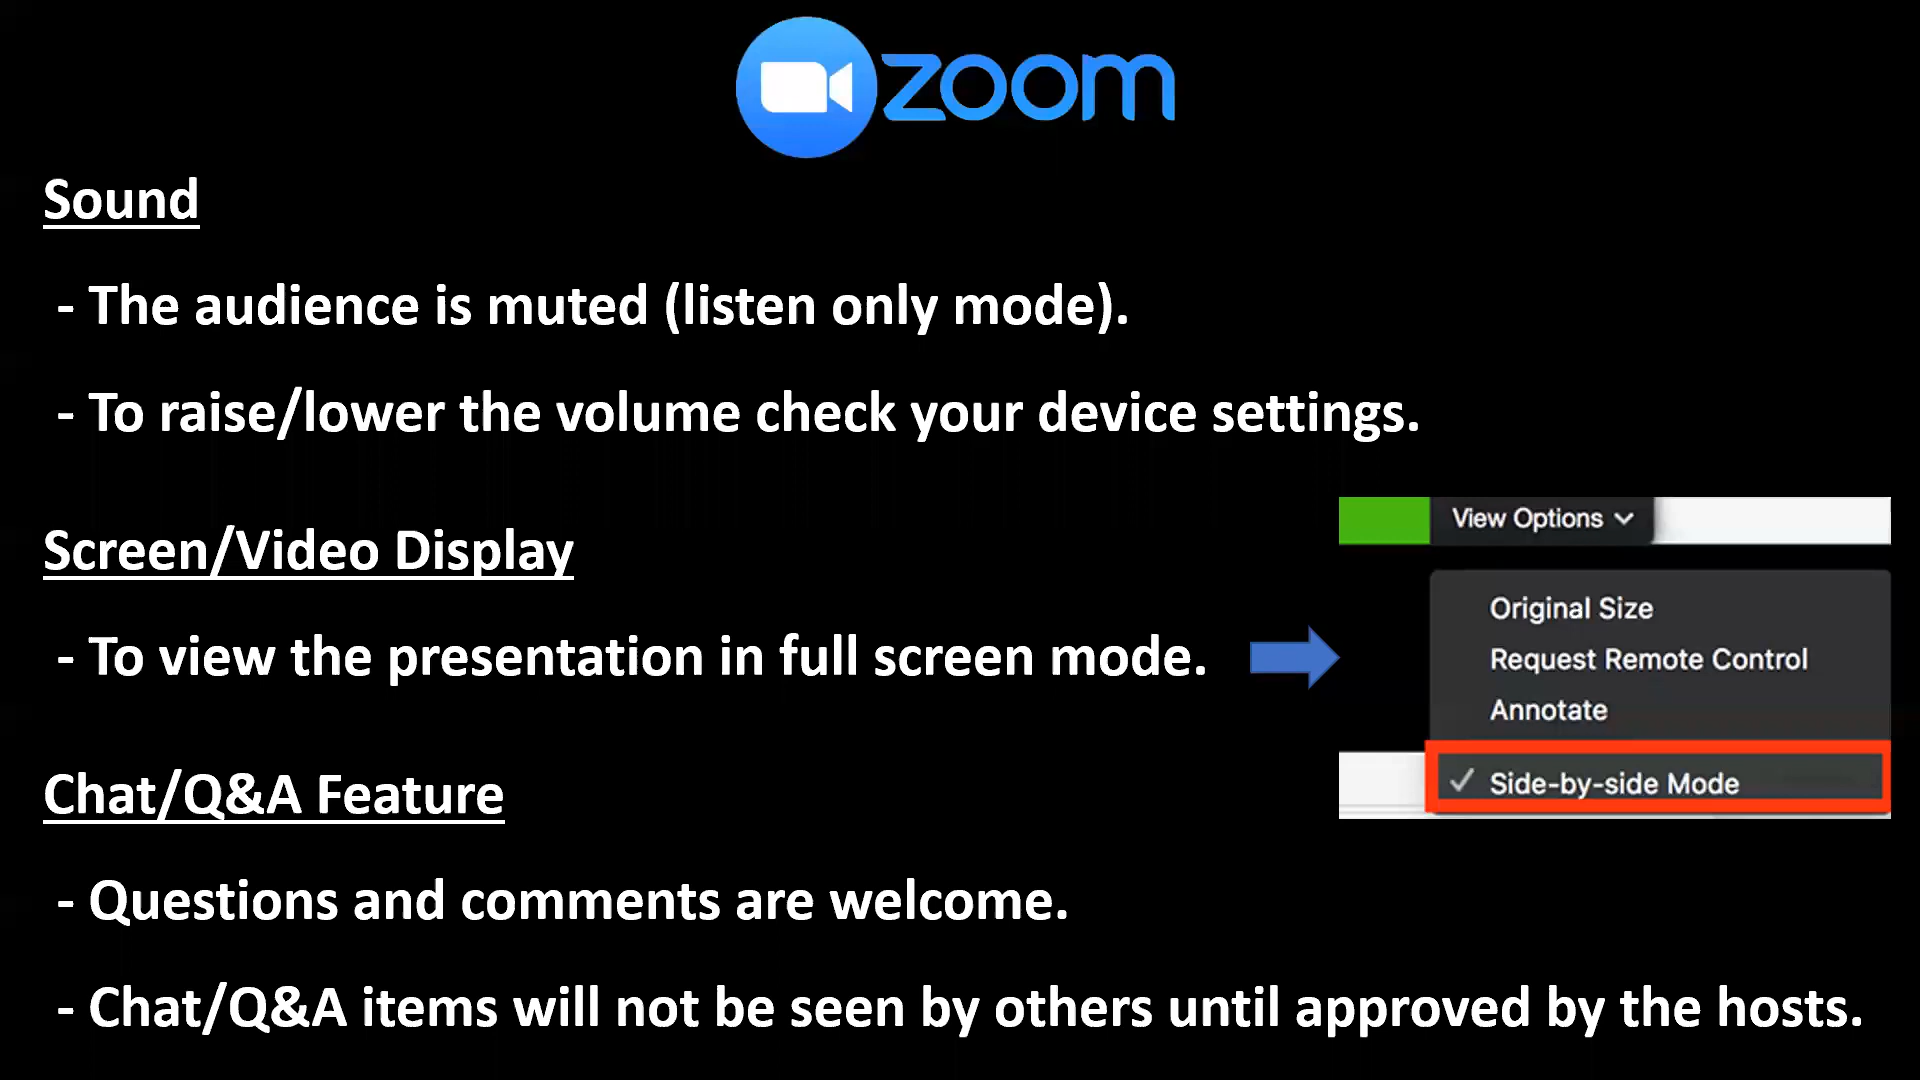 zoom
Sound
- The audience is muted (listen only mode).
- To raise/lower the volume check your device settings.
Screen/Video Display
- To view the presentation in full screen mode.
View Options
Original Size
Request Remote Control
Annotate
✓ Side-by-side Mode
Chat/Q&A Feature
- Questions and comments are welcome.
- Chat/Q&A items will not be seen by others until approved by the hosts.